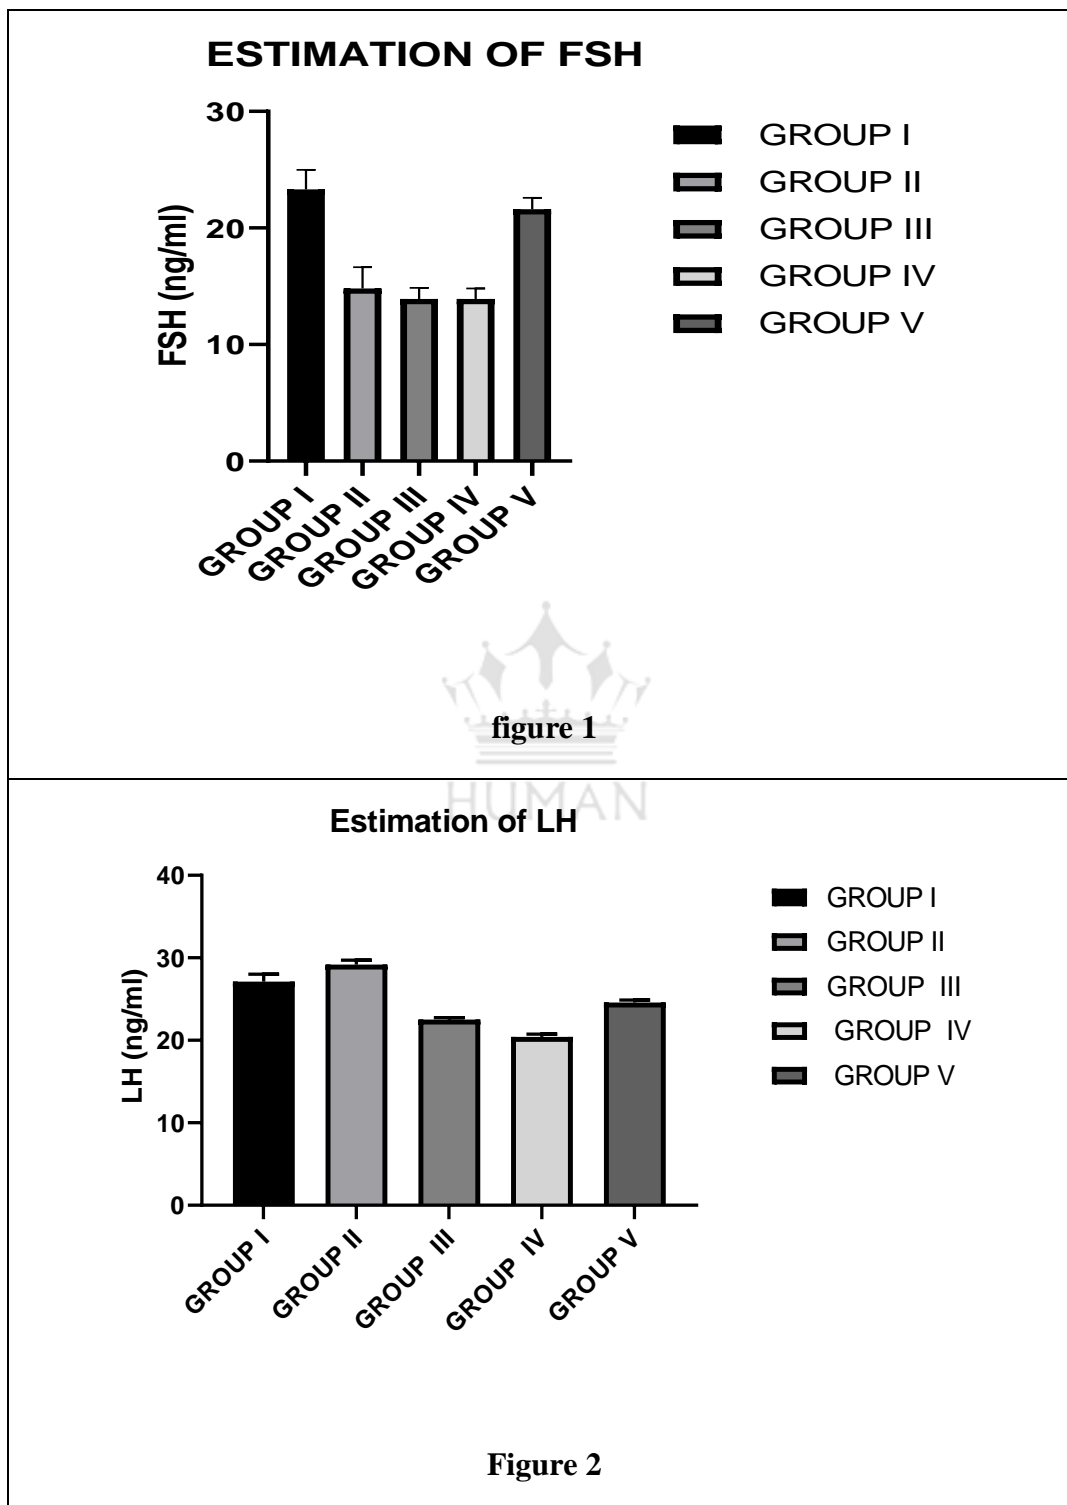 ESTIMATION OF FSH
30
20
10
0
FSH (ng/ml)
GROUP I
GROUP II
GROUP III
GROUP IV
GROUP V
GROUP I
GROUP II
GROUP III
GROUP IV
GROUP V
figure 1
HUMAN
Estimation of LH
40
30
20
10
0
LH (ng/ml)
GROUP I
GROUP II
GROUP III
GROUP IV
GROUP V
GROUP I
GROUP II
GROUP III
GROUP IV
GROUP V
Figure 2